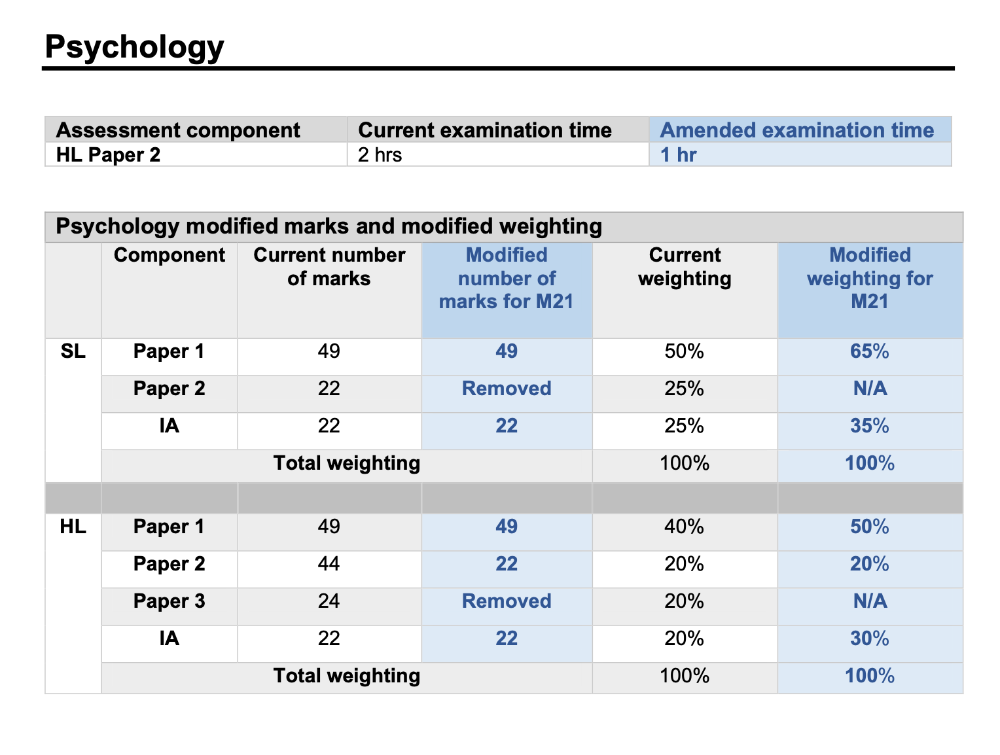 Psychology
Assessment component Current examination time Amended examination time
HL Paper 2 2 hrs 1 hr
Psychology modified marks and modified weighting
Component Current number of marks Modified number of marks for M21 Current weighting Modified weighting for M21
SL Paper 1 49 49 50% 65%
Paper 2 22 Removed 25% N/A
IA 22 22 25% 35%
Total weighting 100% 100%
HL Paper 1 49 49 40% 50%
Paper 2 44 22 20% 20%
Paper 3 24 Removed 20% N/A
IA 22 22 20% 30%
Total weighting 100% 100%